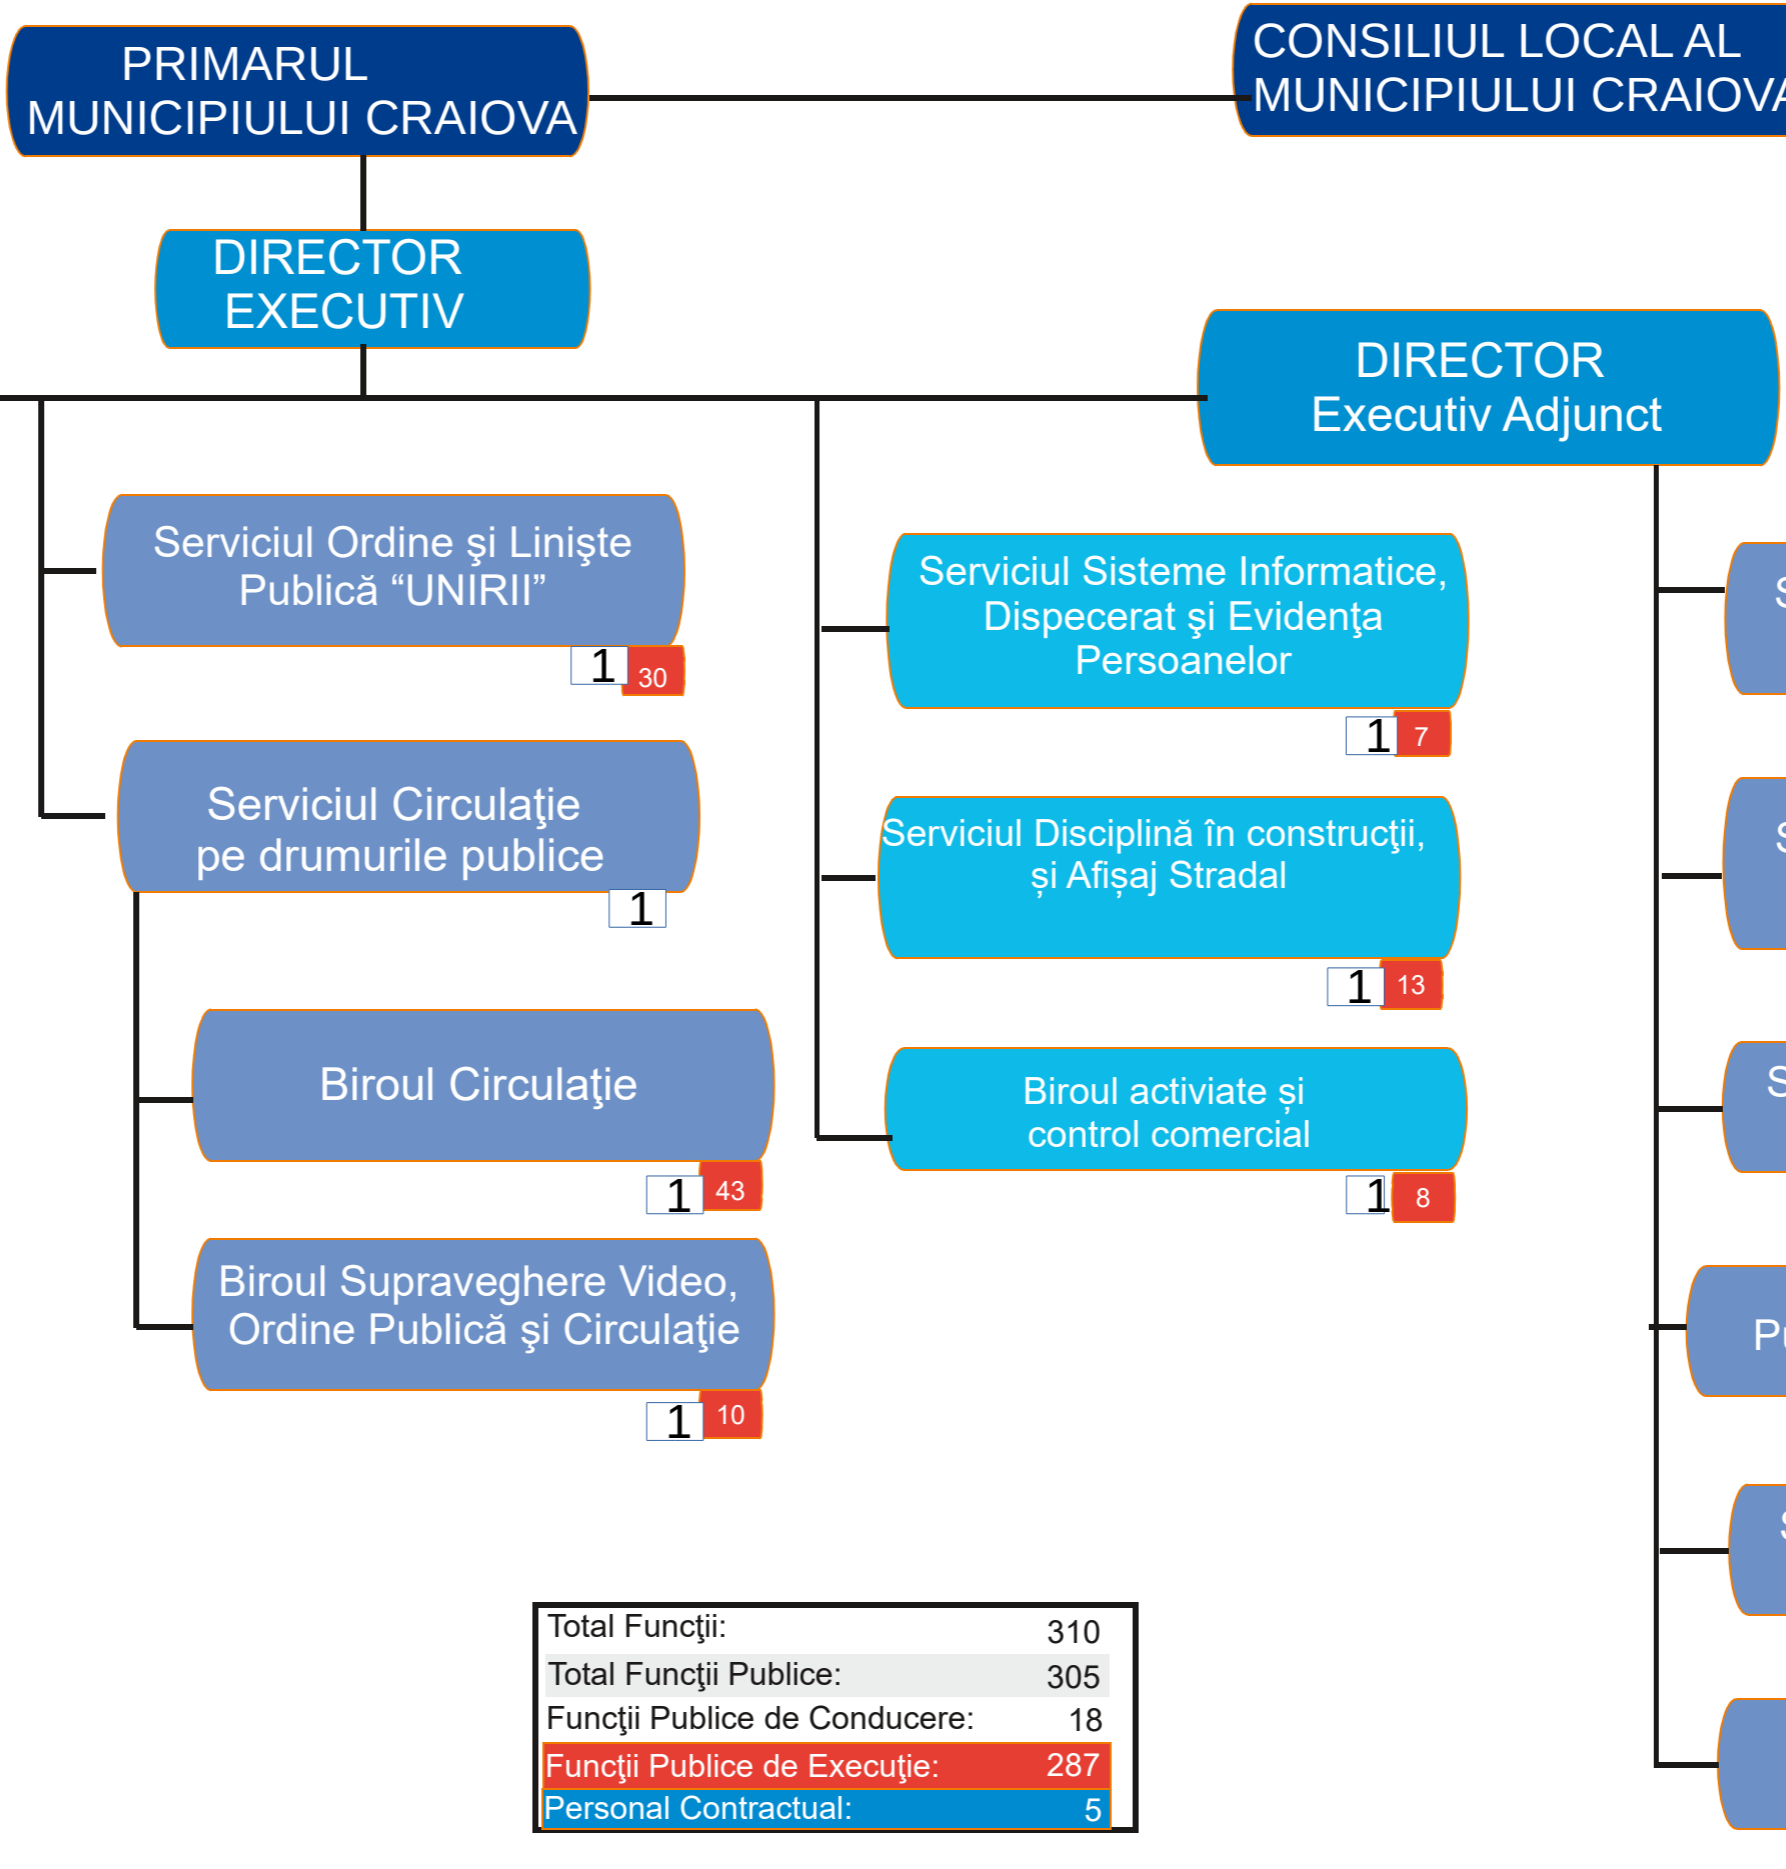 PRIMARUL
MUNICIPIULUI CRAIOVA
CONSILIUL LOCAL AL
MUNICIPIULUI CRAIOVA
DIRECTOR
EXECUTIV
DIRECTOR
Executiv Adjunct
Serviciul Ordine şi Linişte
Publică “UNIRII”
1 30
Serviciul Circulaţie
pe drumurile publice
1
Biroul Circulaţie
1 43
Biroul Supraveghere Video,
Ordine Publică şi Circulaţie
1 10
Serviciul Sisteme Informatice,
Dispecerat şi Evidenţa
Persoanelor
1 7
Serviciul Disciplină în construcţii,
și Afișaj Stradal
1 13
Biroul activiate și
control comercial
1 8
Total Funcţii: 310
Total Funcţii Publice: 305
Funcţii Publice de Conducere: 18
Funcţii Publice de Execuţie: 287
Personal Contractual: 5